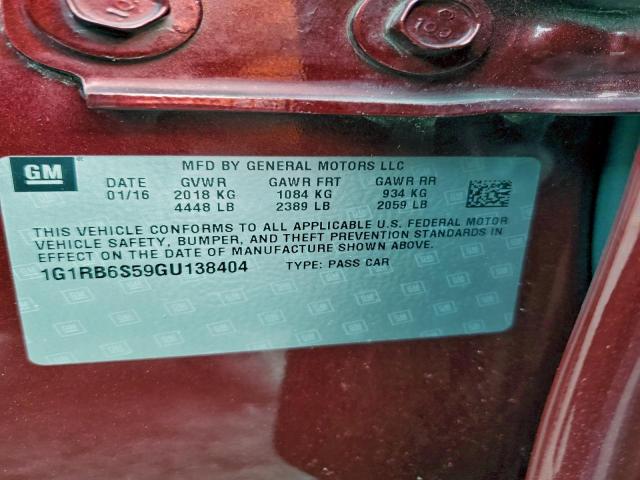 GM
MFD BY GENERAL MOTORS LLC
DATE GVWR GAWR FRT GAWR RR
01/16 2018 KG 1084 KG 934 KG
4448 LB 2389 LB 2059 LB
THIS VEHICLE CONFORMS TO ALL APPLICABLE U.S. FEDERAL MOTOR
VEHICLE SAFETY, BUMPER, AND THEFT PREVENTION STANDARDS IN
EFFECT ON THE DATE OF MANUFACTURE SHOWN ABOVE.
1G1RB6S59GU138404 TYPE: PASS CAR